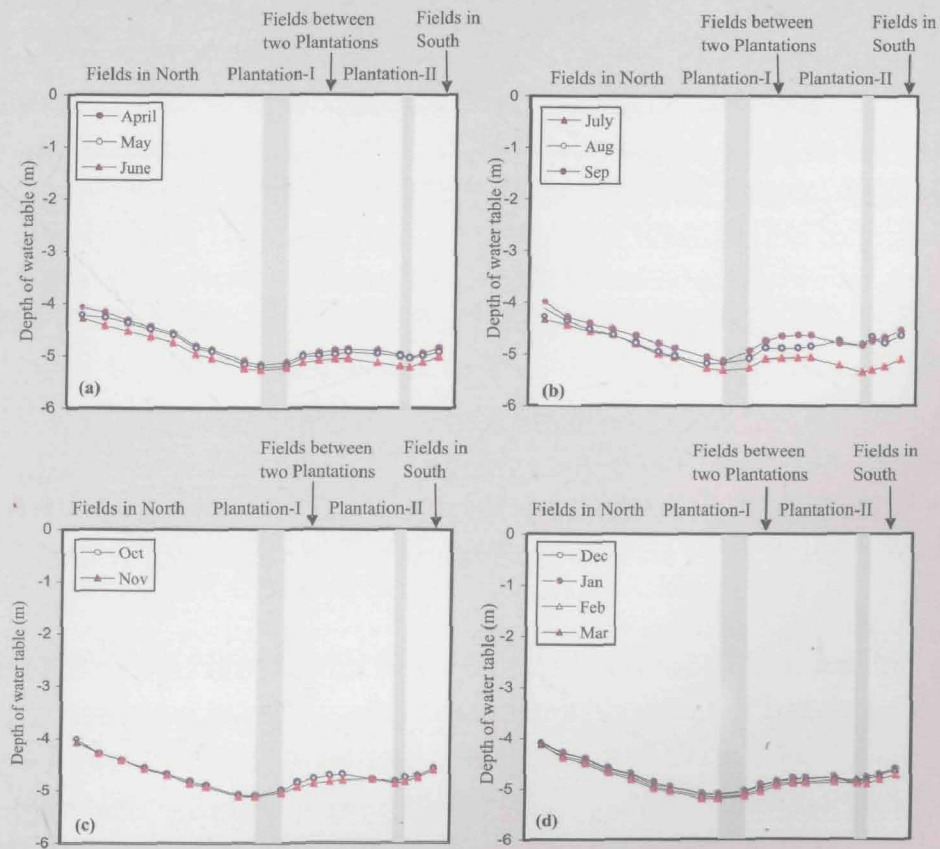 Fields between
two Plantations
Fields in
South
Fields in North
Plantation-I
Plantation-II
0
-1
-2
-3
-4
-5
-6
Depth of water table (m)
April
May
June
(a)
Fields between
two Plantations
Fields in
South
Fields in North
Plantation-I
Plantation-II
0
-1
-2
-3
-4
-5
-6
Depth of water table (m)
July
Aug
Sep
(b)
Fields between
two Plantations
Fields in
South
Fields in North
Plantation-I
Plantation-II
0
-1
-2
-3
-4
-5
-6
Depth of water table (m)
Oct
Nov
(c)
Fields between
two Plantations
Fields in
South
Fields in North
Plantation-I
Plantation-II
0
-1
-2
-3
-4
-5
-6
Depth of water table (m)
Dec
Jan
Feb
Mar
(d)